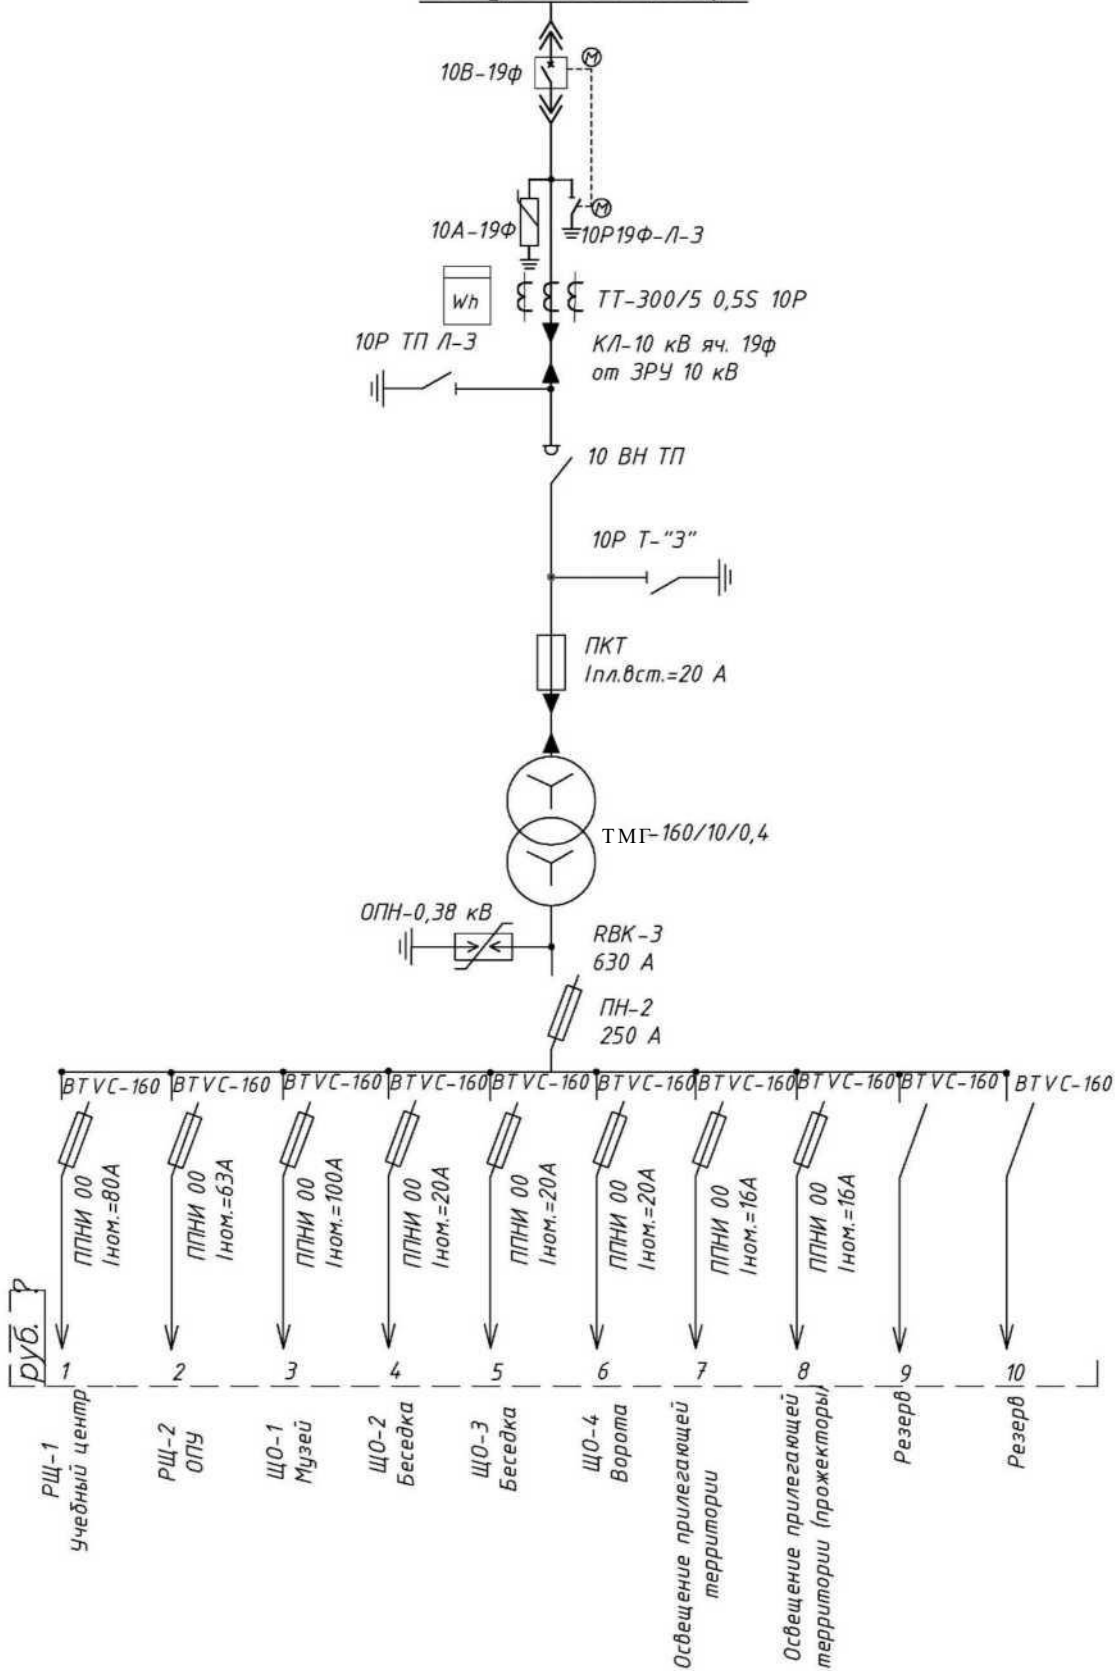 10В-19ф
М
10А-19Ф
М
10Р19Ф-Л-3
Wh
ТТ-300/5 0,5S 10Р
10Р ТП Л-3
КЛ-10 кВ яч. 19ф
от ЗРУ 10 кВ
10 ВН ТП
10Р Т-"З"
ПКТ
Iпл.вст.=20 А
ТМГ-160/10/0,4
ОПН-0,38 кВ
RBK-3
630 А
ПН-2
250 А
BTVC-160
BTVC-160
BTVC-160
BTVC-160
BTVC-160
BTVC-160
BTVC-160
BTVC-160
BTVC-160
BTVC-160
ППНИ 00
Iном.=80А
ППНИ 00
Iном.=63А
ППНИ 00
Iном.=100А
ППНИ 00
Iном.=20А
ППНИ 00
Iном.=20А
ППНИ 00
Iном.=20А
ППНИ 00
Iном.=16А
ППНИ 00
Iном.=16А
руб. ?
1
2
3
4
5
6
7
8
9
10
РЩ-1
Учебный центр
РЩ-2
ОПУ
ЩО-1
Музей
ЩО-2
Беседка
ЩО-3
Беседка
ЩО-4
Ворота
Освещение прилегающей
территории
Освещение прилегающей
территории (прожекторы)
Резерв
Резерв